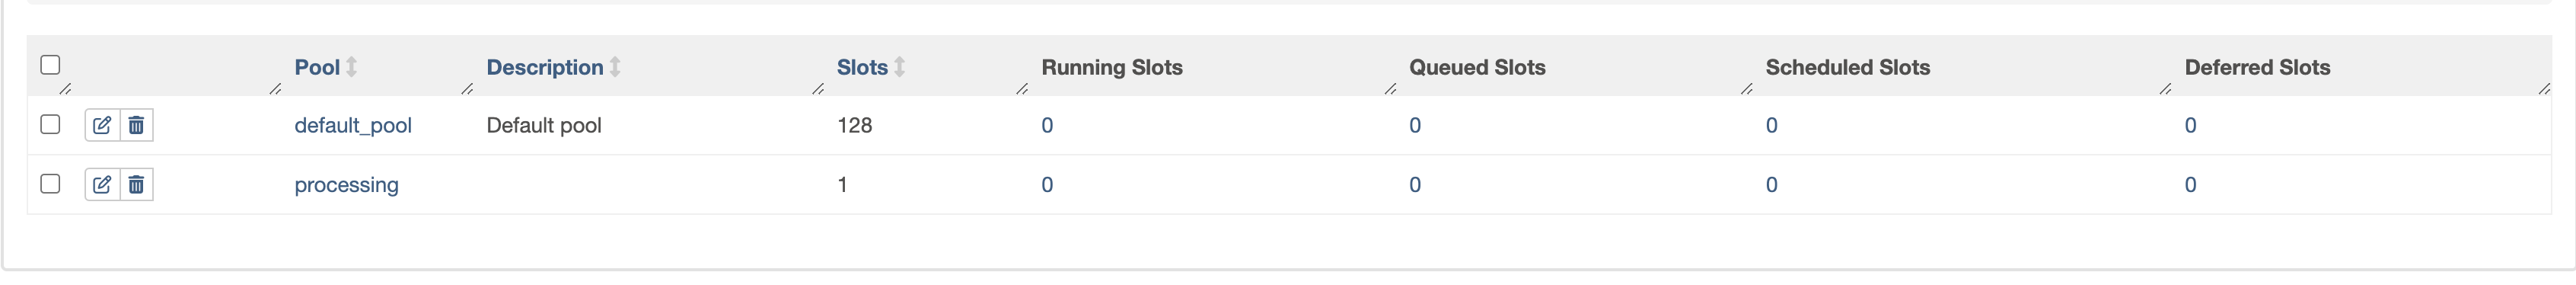 Pool Description Slots Running Slots Queued Slots Scheduled Slots Deferred Slots
default_pool Default pool 128 0 0 0 0
processing 1 0 0 0 0